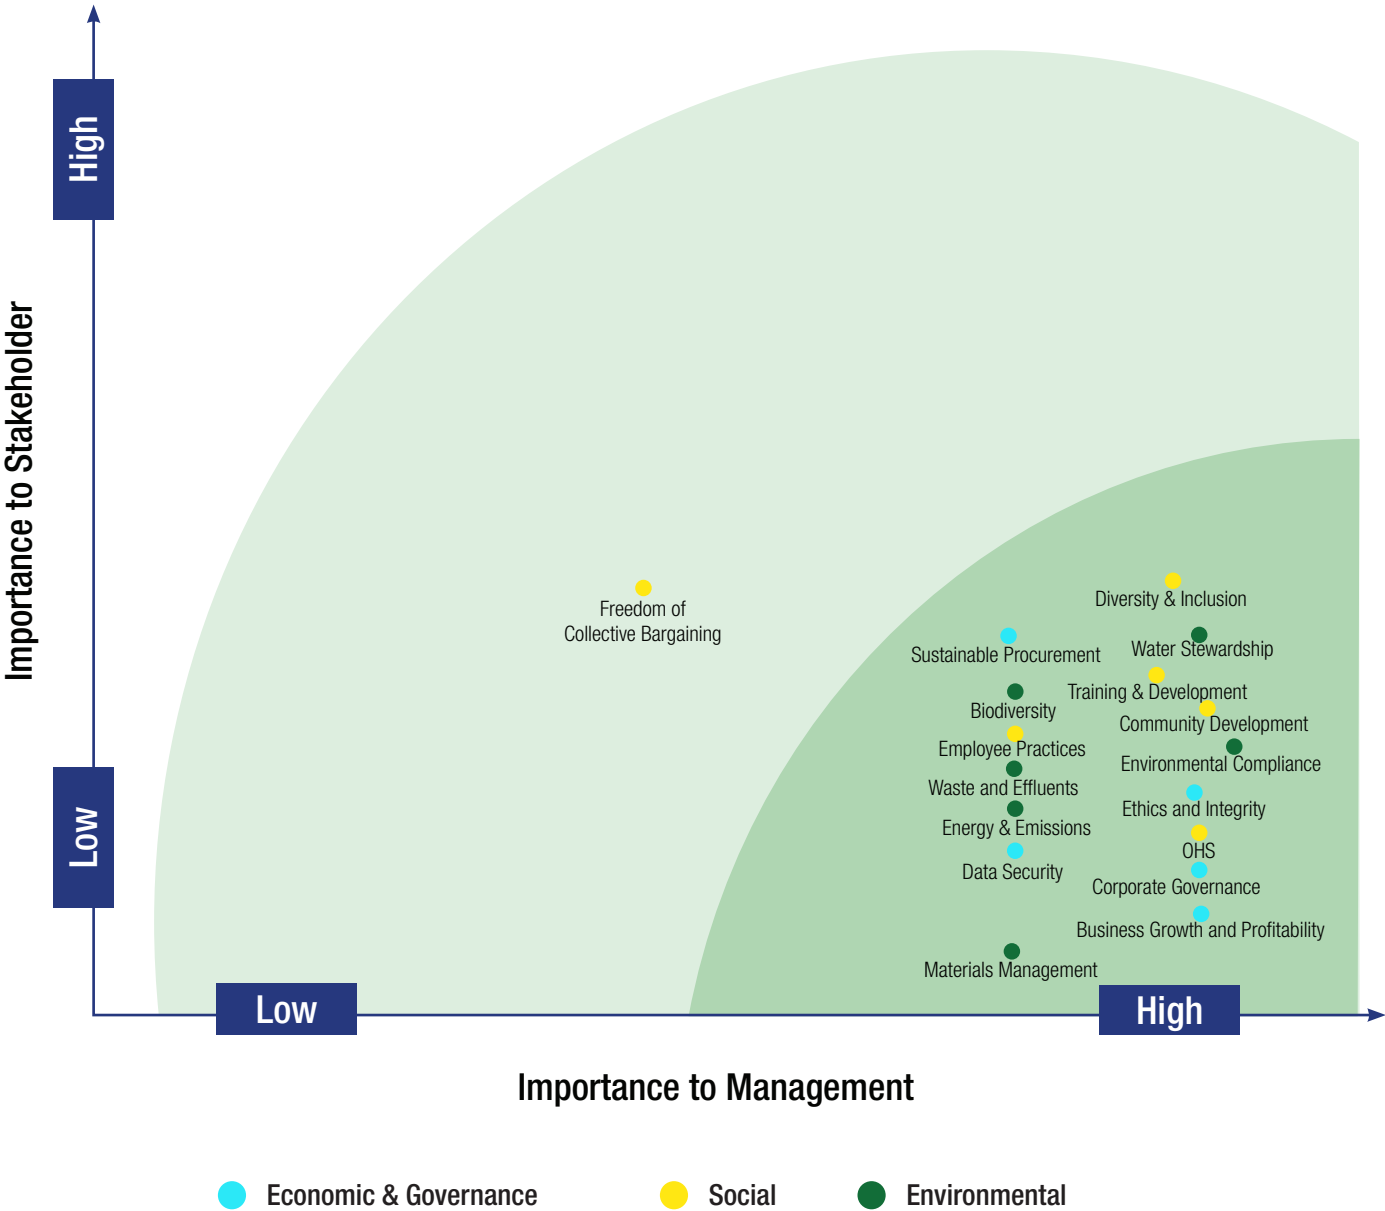 High
Importance to Stakeholder
Low
Freedom of
Collective Bargaining
Diversity & Inclusion
Sustainable Procurement
Water Stewardship
Training & Development
Biodiversity
Community Development
Employee Practices
Environmental Compliance
Waste and Effluents
Ethics and Integrity
Energy & Emissions
OHS
Data Security
Corporate Governance
Business Growth and Profitability
Materials Management
Low
High
Importance to Management
Economic & Governance
Social
Environmental